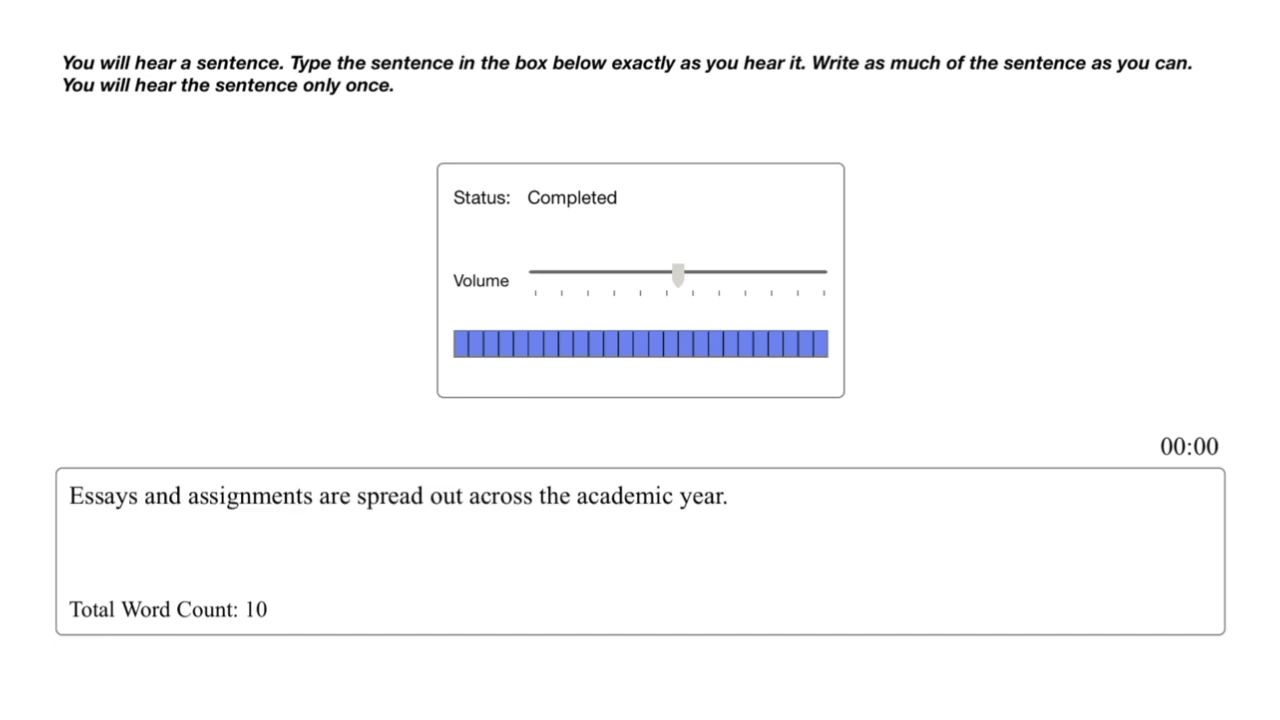 You will hear a sentence. Type the sentence in the box below exactly as you hear it. Write as much of the sentence as you can.
You will hear the sentence only once.
Status: Completed
Volume
00:00
Essays and assignments are spread out across the academic year.
Total Word Count: 10